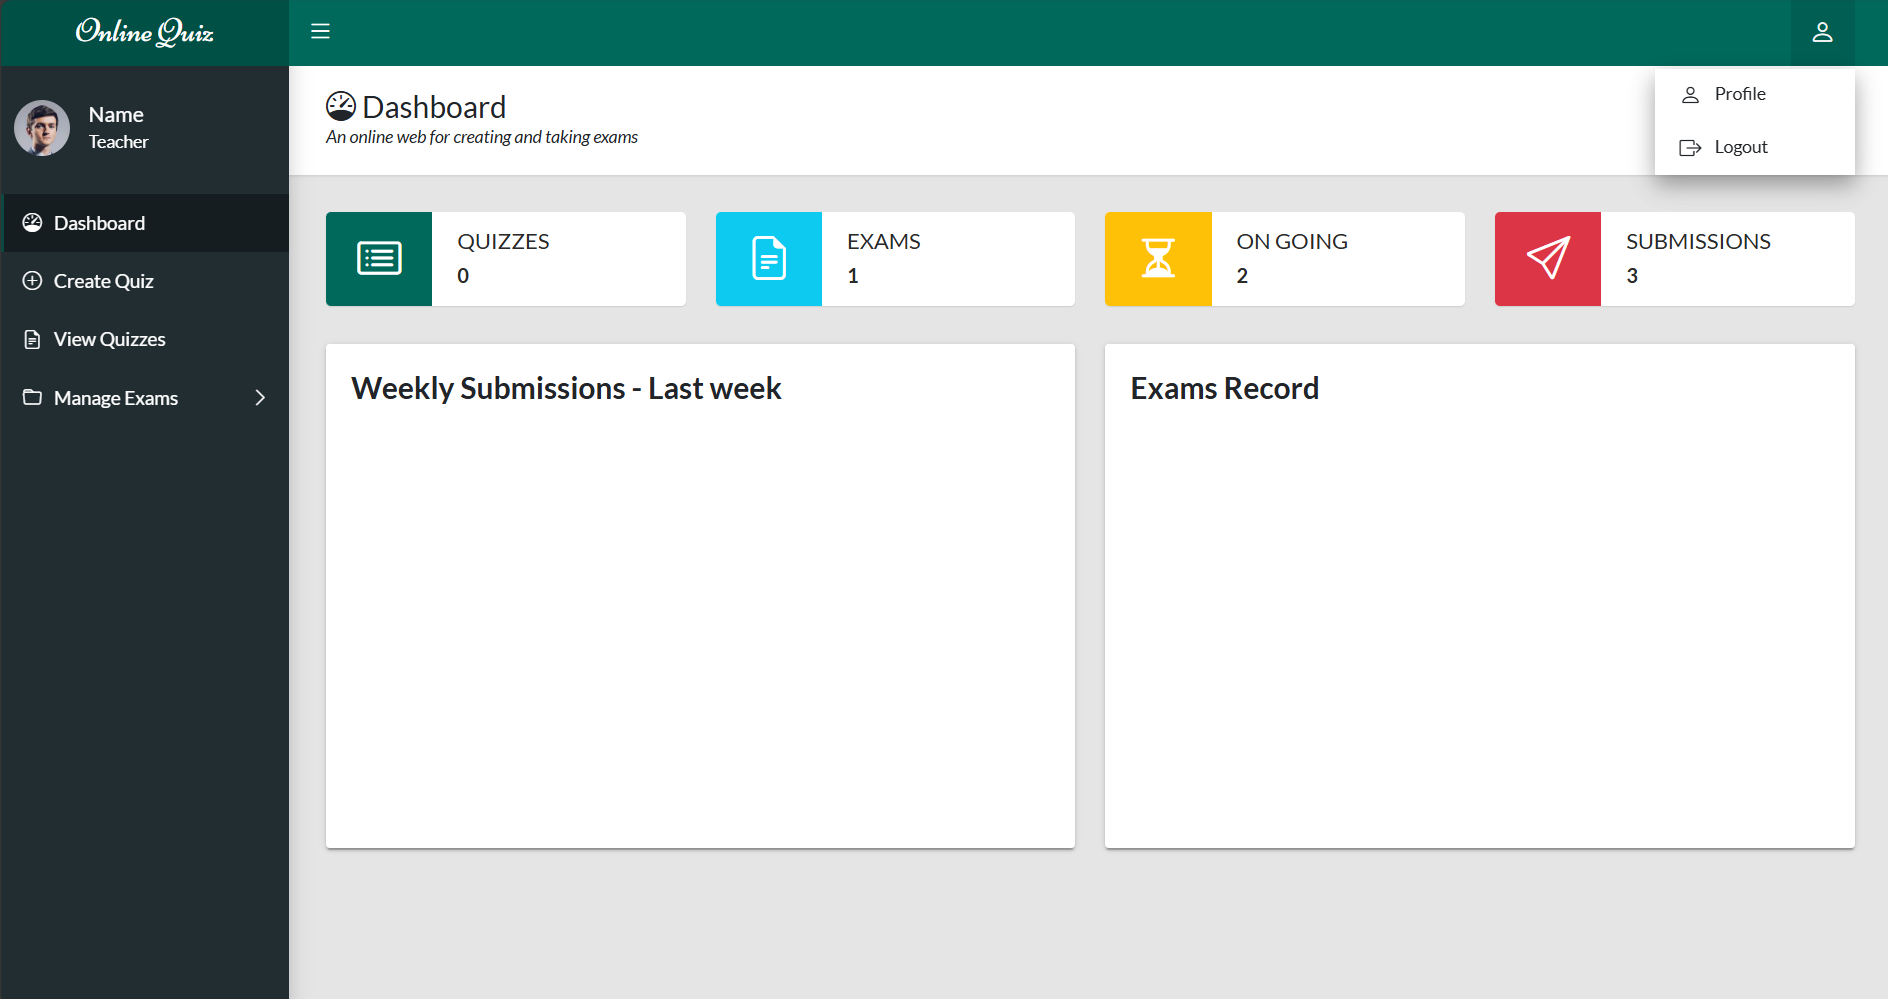 Online Quiz
Name
Teacher
Dashboard
Create Quiz
View Quizzes
Manage Exams
Dashboard
An online web for creating and taking exams
Profile
Logout
QUIZZES
0
EXAMS
1
ON GOING
2
SUBMISSIONS
3
Weekly Submissions - Last week
Exams Record